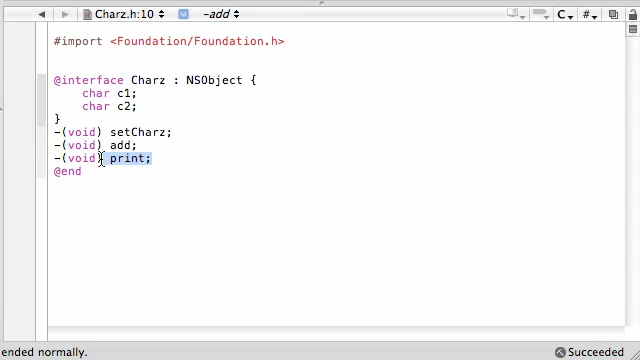 Charz.h:10 M -add C #
#import <Foundation/Foundation.h>
@interface Charz : NSObject {
char c1;
char c2;
}
-(void) setCharz;
-(void) add;
-(void) print;
@end
ended normally. Succeeded